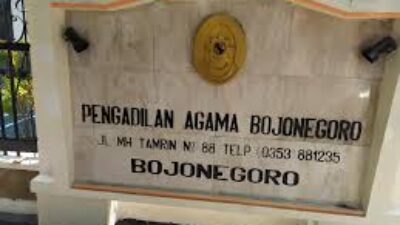 PENGADILAN AGAMA BOJONEGORO
JL. MH TAMRIN NO 88 TELP (0353 881235
BOJONEGORO